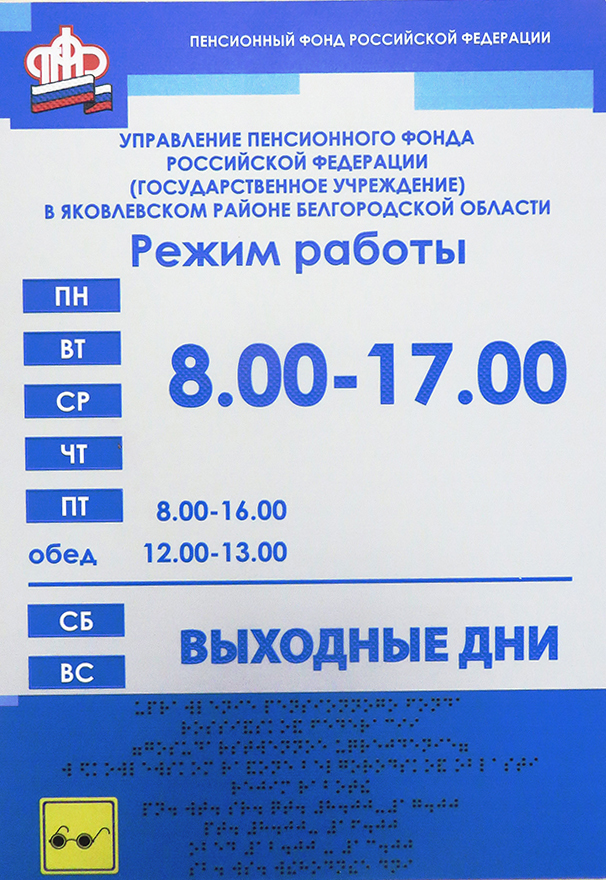 ПЕНСИОННЫЙ ФОНД РОССИЙСКОЙ ФЕДЕРАЦИИ
УПРАВЛЕНИЕ ПЕНСИОННОГО ФОНДА
РОССИЙСКОЙ ФЕДЕРАЦИИ
(ГОСУДАРСТВЕННОЕ УЧРЕЖДЕНИЕ)
В ЯКОВЛЕВСКОМ РАЙОНЕ БЕЛГОРОДСКОЙ ОБЛАСТИ
Режим работы
ПН
ВТ
8.00-17.00
СР
ЧТ
ПТ 8.00-16.00
обед 12.00-13.00
СБ
ВЫХОДНЫЕ ДНИ
ВС